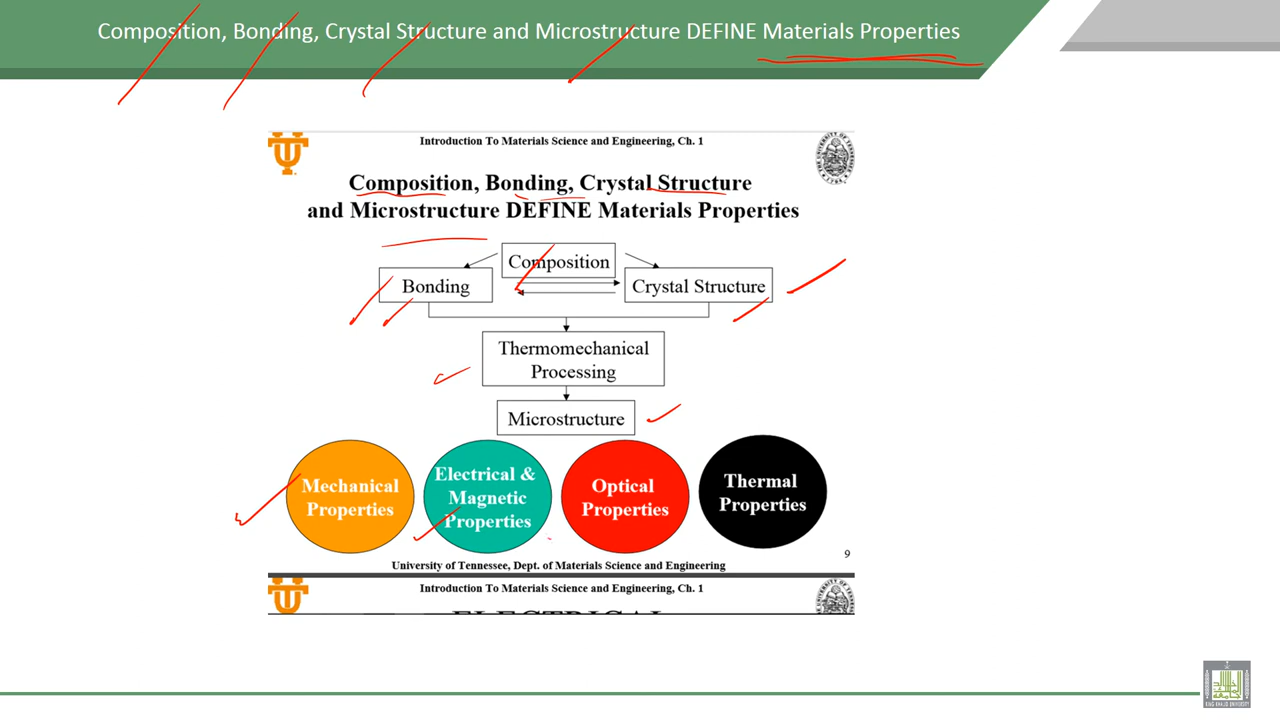 Composition, Bonding, Crystal Structure and Microstructure DEFINE Materials Properties
Introduction To Materials Science and Engineering, Ch. 1
Composition, Bonding, Crystal Structure
and Microstructure DEFINE Materials Properties
Composition
Bonding
Crystal Structure
Thermomechanical
Processing
Microstructure
Mechanical
Properties
Electrical &
Magnetic
Properties
Optical
Properties
Thermal
Properties
9
University of Tennessee, Dept. of Materials Science and Engineering
Introduction To Materials Science and Engineering, Ch. 1
KING KHALID UNIVERSITY